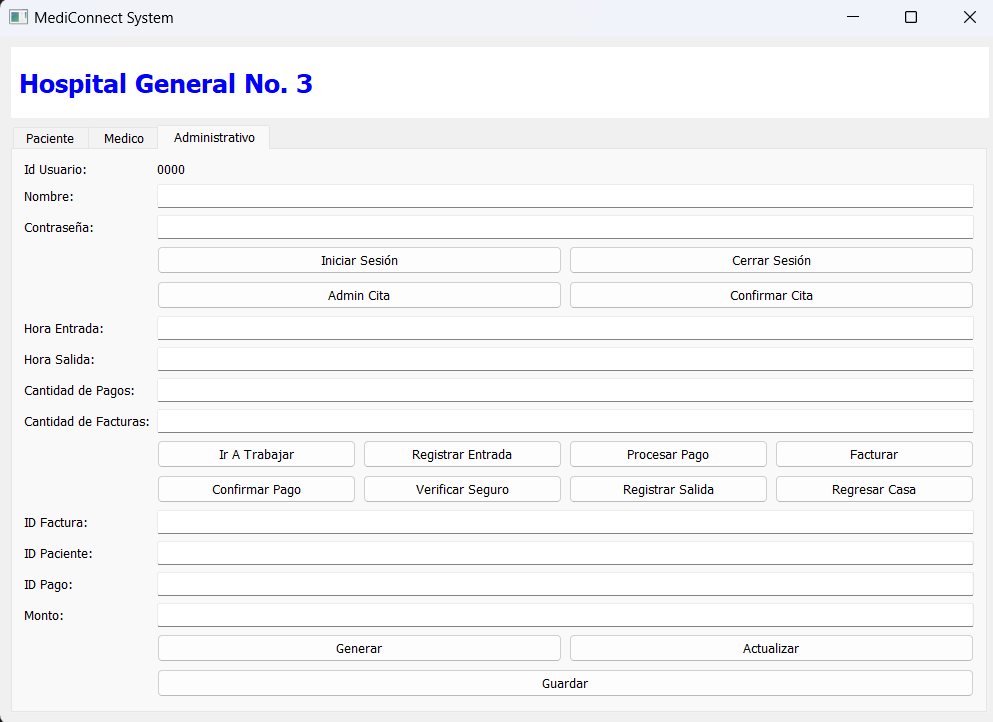 MediConnect System
Hospital General No. 3
Paciente Medico Administrativo
Id Usuario: 0000
Nombre:
Contraseña:
Iniciar Sesión Cerrar Sesión
Admin Cita Confirmar Cita
Hora Entrada:
Hora Salida:
Cantidad de Pagos:
Cantidad de Facturas:
Ir A Trabajar Registrar Entrada Procesar Pago Facturar
Confirmar Pago Verificar Seguro Registrar Salida Regresar Casa
ID Factura:
ID Paciente:
ID Pago:
Monto:
Generar Actualizar
Guardar